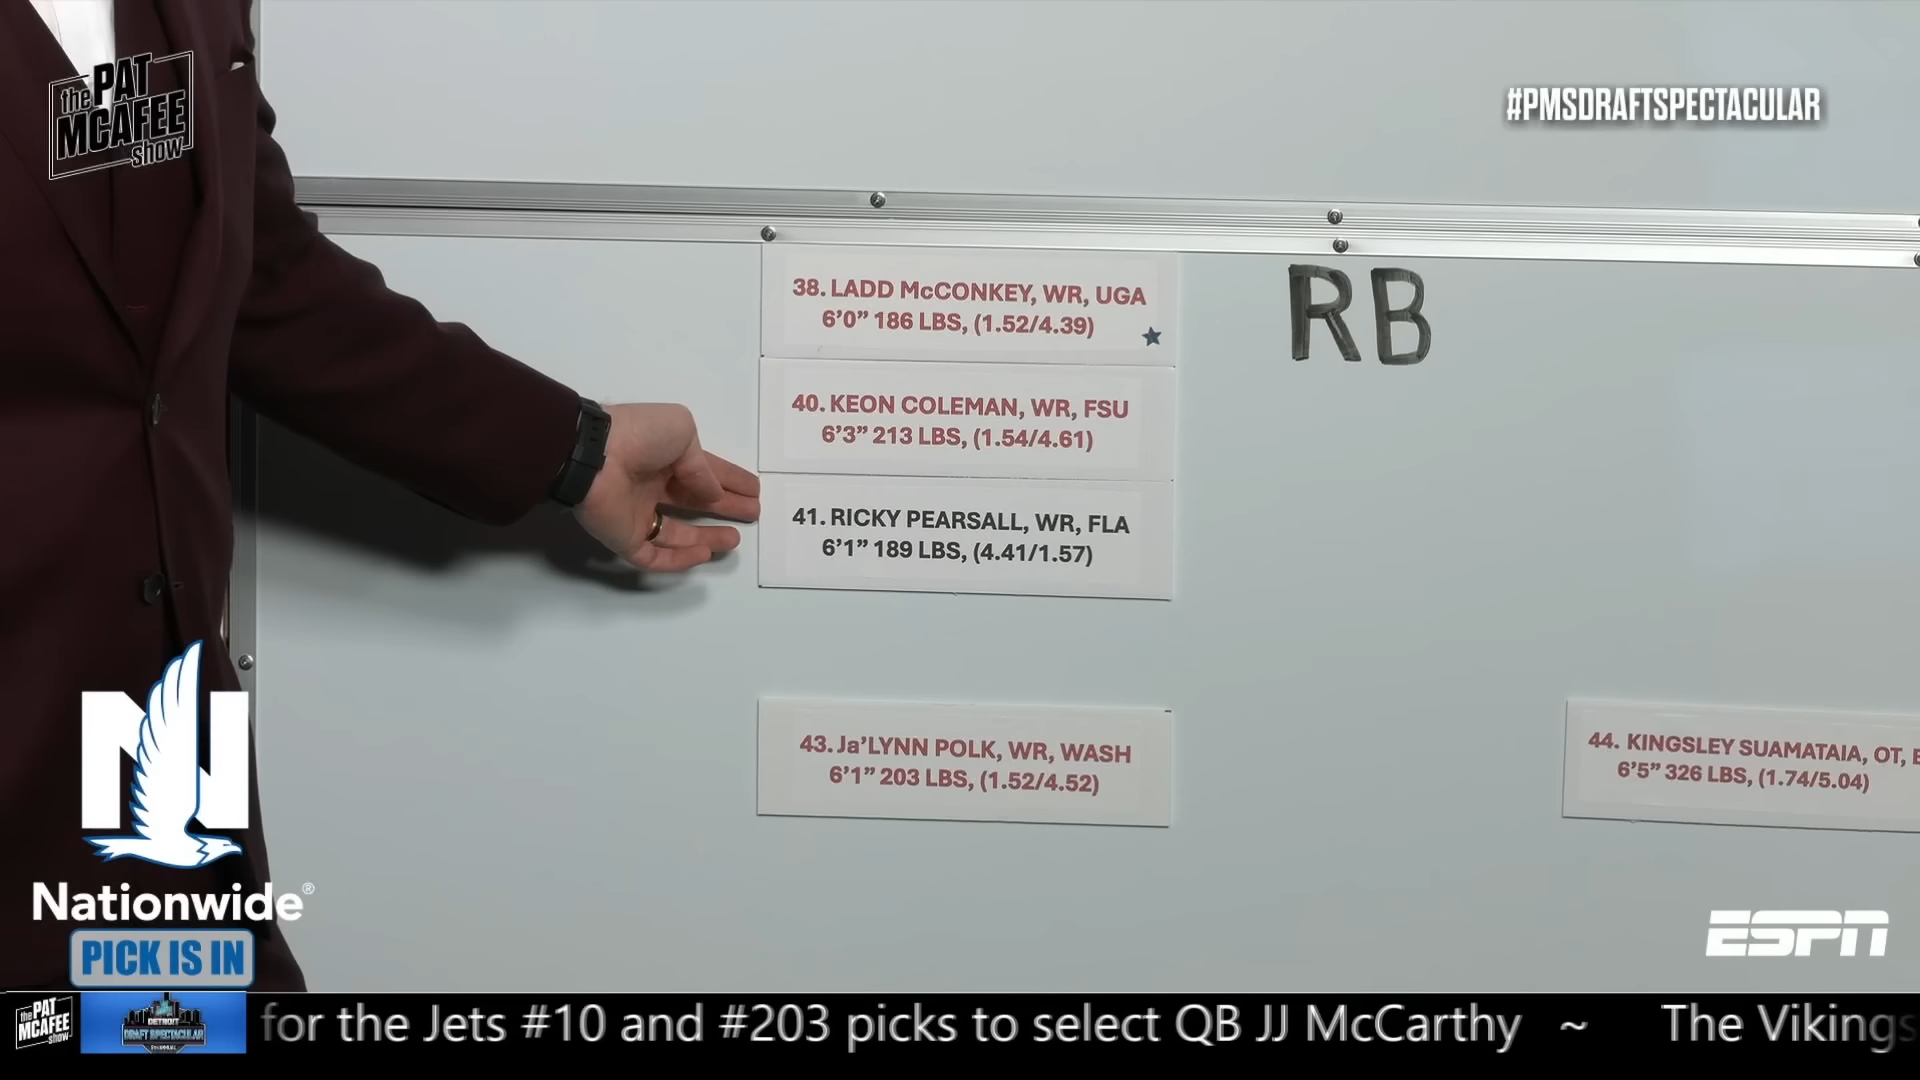 the PAT
MCAFEE
show
#PMSDRAFTSPECTACULAR
38. LADD McCONKEY, WR, UGA
6’0” 186 LBS, (1.52/4.39)
RB
40. KEON COLEMAN, WR, FSU
6’3” 213 LBS, (1.54/4.61)
41. RICKY PEARSALL, WR, FLA
6’1” 189 LBS, (4.41/1.57)
43. Ja’LYNN POLK, WR, WASH
6’1” 203 LBS, (1.52/4.52)
44. KINGSLEY SUAMATAIA, OT,
6’5” 326 LBS, (1.74/5.04)
N
Nationwide®
PICK IS IN
ESPN
the PAT
MCAFEE
show
DETROIT
DRAFT SPECTACULAR
for the Jets #10 and #203 picks to select QB JJ McCarthy ~ The Vikings